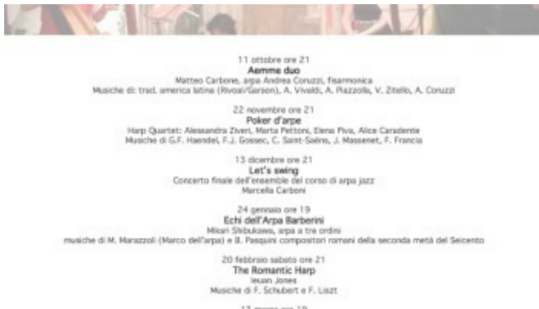 11 ottobre ore 21
Aemme duo
Matteo Carbone, arpa Andrea Coruzzi, fisarmonica
Musiche di: trad. america latina (Rivoal/Garson), A. Vivaldi, A. Piazzolla, V. Zitello, A. Coruzzi
22 novembre ore 21
Poker d'arpe
Harp Quartet: Alessandra Ziveri, Marta Pettoni, Elena Piva, Alice Caradente
Musiche di G.F. Haendel, F.J. Gossec, C. Saint-Saëns, J. Massenet, F. Francia
13 dicembre ore 21
Let's swing
Concerto finale dell'ensemble del corso di arpa jazz
Marcella Carboni
24 gennaio ore 19
Echi dell'Arpa Barberini
Mikari Shibukawa, arpa a tre ordini
musiche di M. Marazzoli (Marco dell'arpa) e B. Pasquini compositori romani della seconda metà del Seicento
20 febbraio sabato ore 21
The Romantic Harp
Ieuan Jones
Musiche di F. Schubert e F. Liszt